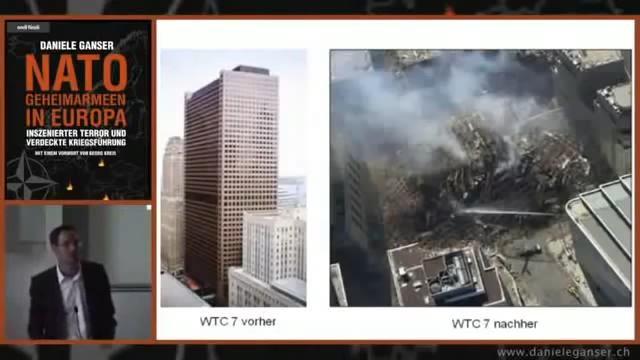 orell füssli
DANIELE GANSER
NATO
GEHEIMARMEEN
IN EUROPA
INSZENIERTER TERROR UND
VERDECKTE KRIEGSFÜHRUNG
MIT EINEM VORWORT VON GEORG KREIS
WTC 7 vorher
WTC 7 nachher
www.danieleganser.ch